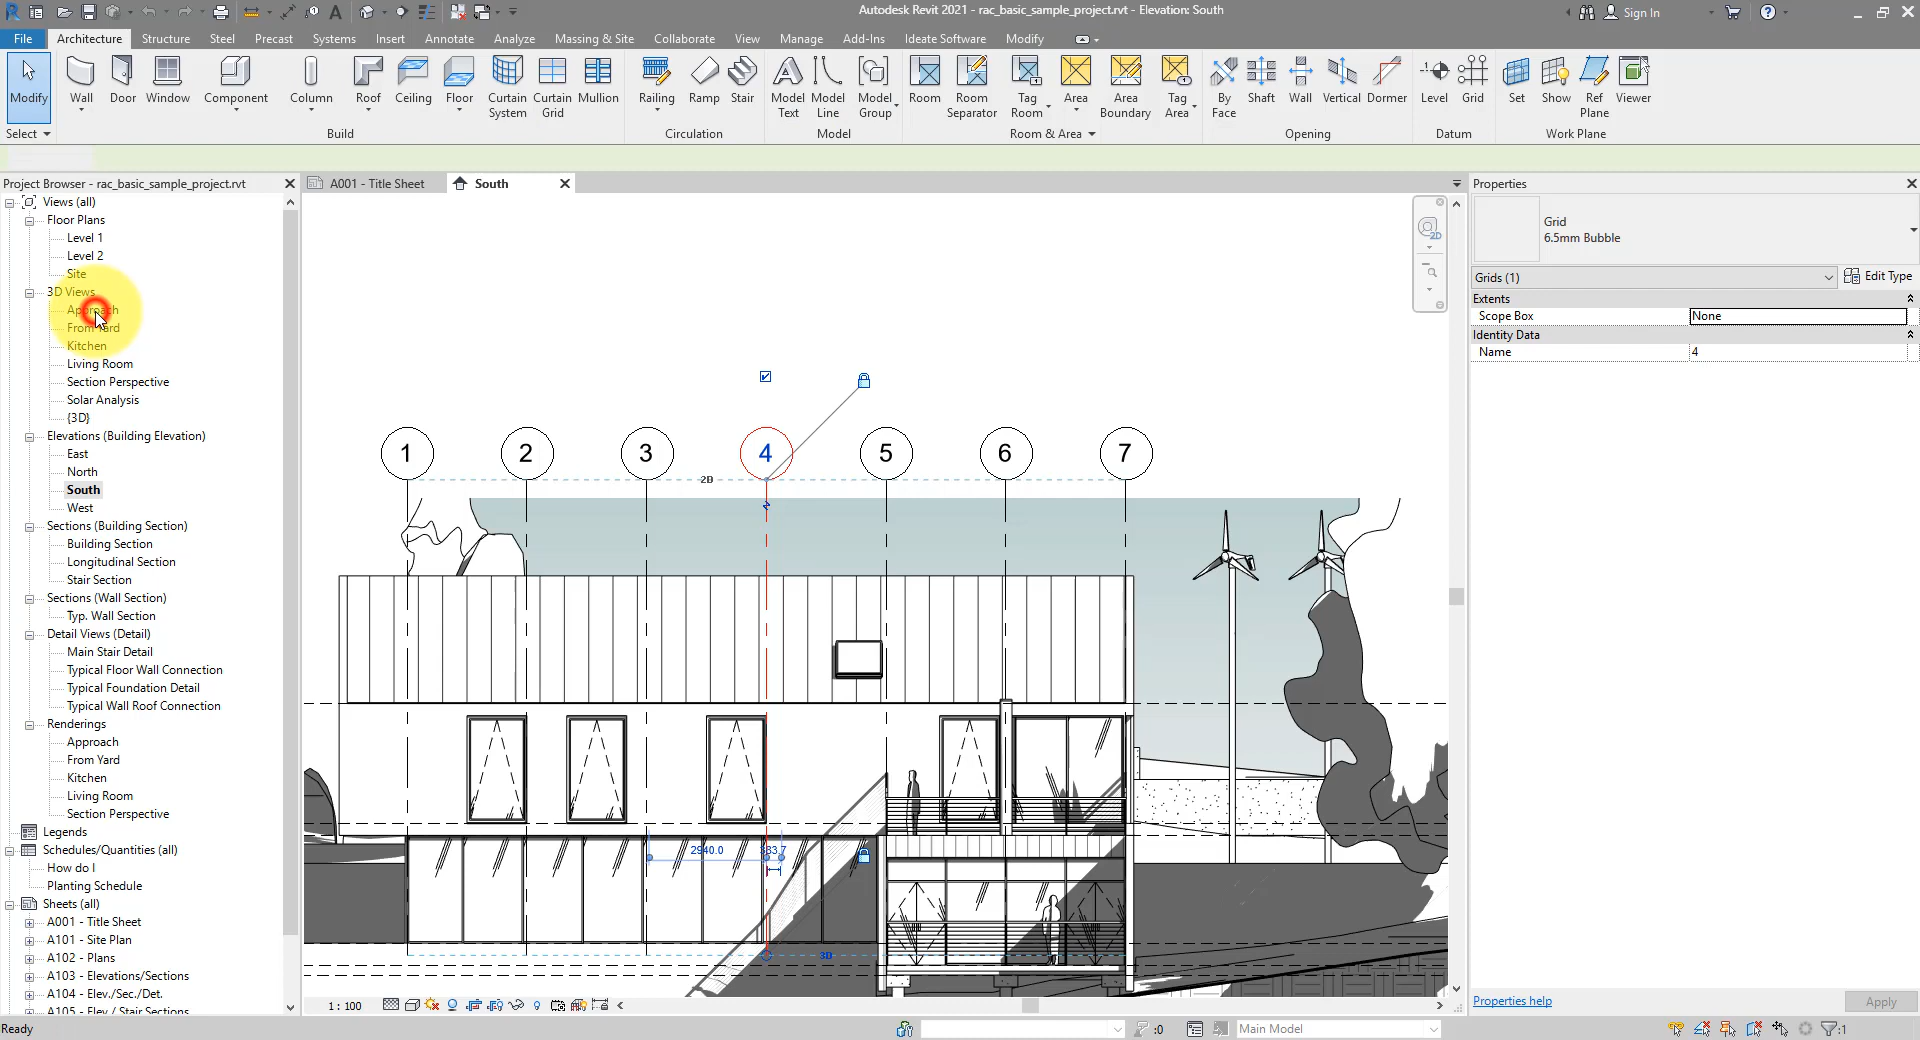 Autodesk Revit 2021 - rac_basic_sample_project.rvt - Elevation: South
Sign In
File Architecture Structure Steel Precast Systems Insert Annotate Analyze Massing & Site Collaborate View Manage Add-Ins Ideate Software Modify
Modify Wall Door Window Component Column Roof Ceiling Floor Curtain System Curtain Grid Mullion Railing Ramp Stair Model Text Model Line Model Group Room Room Separator Tag Room Area Area Boundary Tag Area By Face Shaft Wall Vertical Dormer Level Grid Set Show Ref Plane Viewer
Select Build Circulation Model Room & Area Opening Datum Work Plane
Project Browser - rac_basic_sample_project.rvt
Views (all)
Floor Plans
Level 1
Level 2
Site
3D Views
Approach
From Yard
Kitchen
Living Room
Section Perspective
Solar Analysis
{3D}
Elevations (Building Elevation)
East
North
South
West
Sections (Building Section)
Building Section
Longitudinal Section
Stair Section
Sections (Wall Section)
Typ. Wall Section
Detail Views (Detail)
Main Stair Detail
Typical Floor Wall Connection
Typical Foundation Detail
Typical Wall Roof Connection
Renderings
Approach
From Yard
Kitchen
Living Room
Section Perspective
Legends
Schedules/Quantities (all)
How do I
Planting Schedule
Sheets (all)
A001 - Title Sheet
A101 - Site Plan
A102 - Plans
A103 - Elevations/Sections
A104 - Elev./Sec./Det.
A105 - Elev./ Stair Sections
A001 - Title Sheet
South
2D
1 2 3 4 5 6 7
2D
2940.0
3D
1 : 100
Properties
Grid
6.5mm Bubble
Grids (1)
Edit Type
Extents
Scope Box None
Identity Data
Name 4
Properties help
Apply
Ready
:0
Main Model
:1